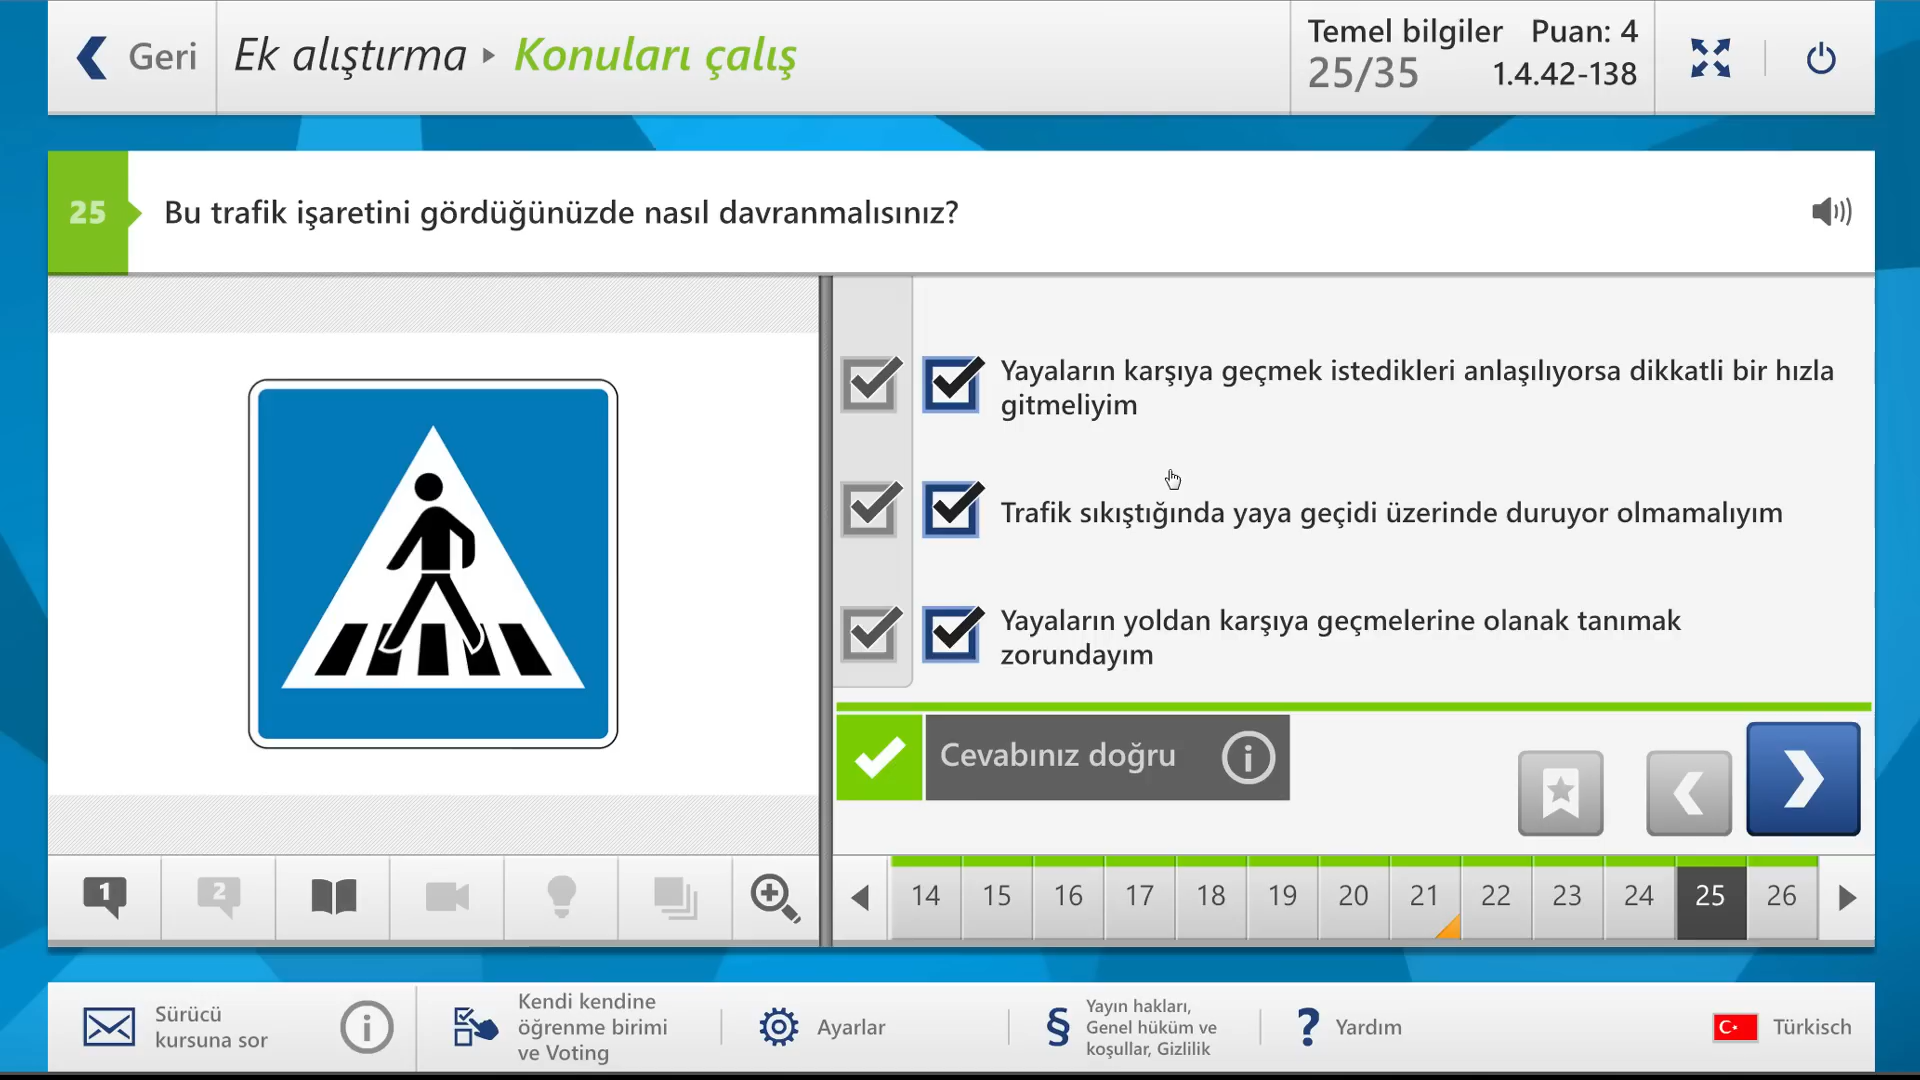 Geri
Ek alıştırma ▸ Konuları çalış
Temel bilgiler Puan: 4
25/35 1.4.42-138
25 Bu trafik işaretini gördüğünüzde nasıl davranmalısınız?
Yayaların karşıya geçmek istedikleri anlaşılıyorsa dikkatli bir hızla
gitmeliyim
Trafik sıkıştığında yaya geçidi üzerinde duruyor olmamalıyım
Yayaların yoldan karşıya geçmelerine olanak tanımak
zorundayım
Cevabınız doğru
1 2
14 15 16 17 18 19 20 21 22 23 24 25 26
Sürücü
kursuna sor
Kendi kendine
öğrenme birimi
ve Voting
Ayarlar
§
Yayın hakları,
Genel hüküm ve
koşullar, Gizlilik
? Yardım
Türkisch